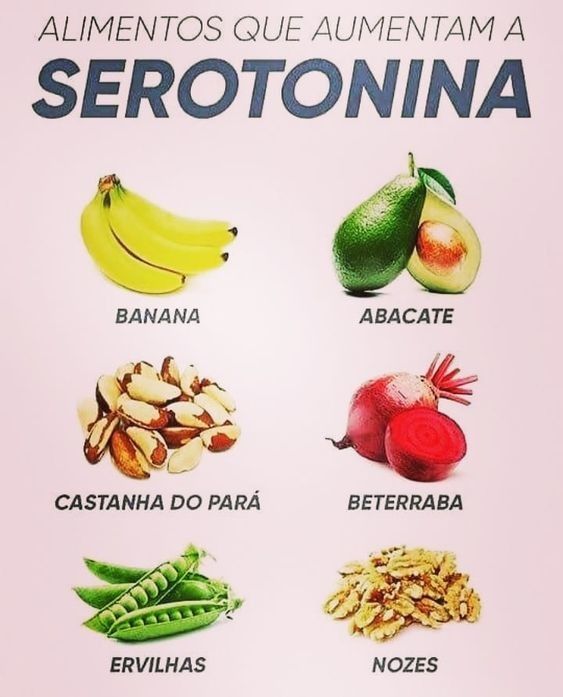 ALIMENTOS QUE AUMENTAM A
SEROTONINA
BANANA
ABACATE
CASTANHA DO PARÁ
BETERRABA
ERVILHAS
NOZES